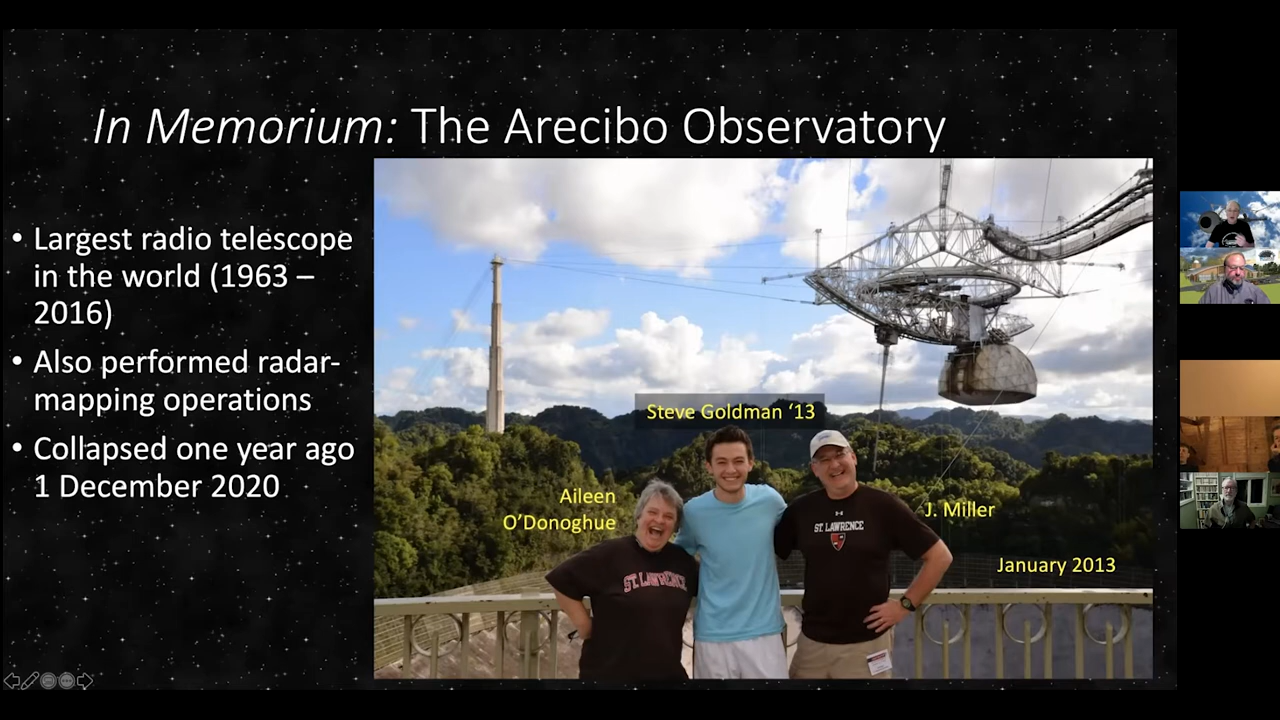 In Memorium: The Arecibo Observatory
• Largest radio telescope
in the world (1963 –
2016)
• Also performed radar-
mapping operations
• Collapsed one year ago
1 December 2020
Steve Goldman ‘13
Aileen
O’Donoghue
J. Miller
January 2013
ST. LAWRENCE
ST. LAWRENCE